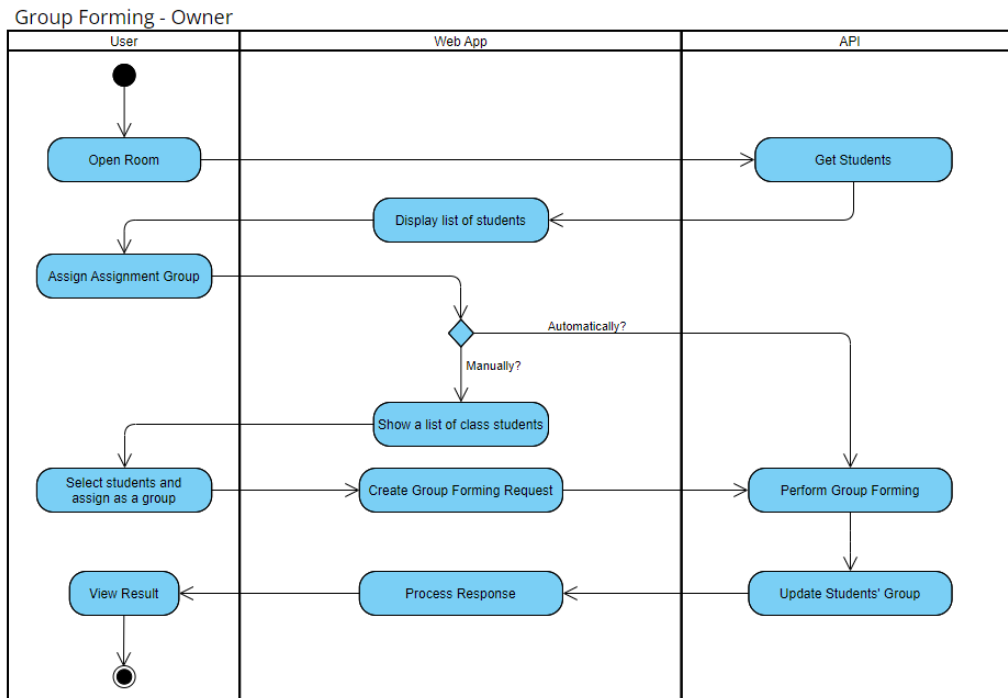 Group Forming - Owner
User
Web App
API
Open Room
Get Students
Display list of students
Assign Assignment Group
Automatically?
Manually?
Show a list of class students
Select students and
assign as a group
Create Group Forming Request
Perform Group Forming
View Result
Process Response
Update Students' Group